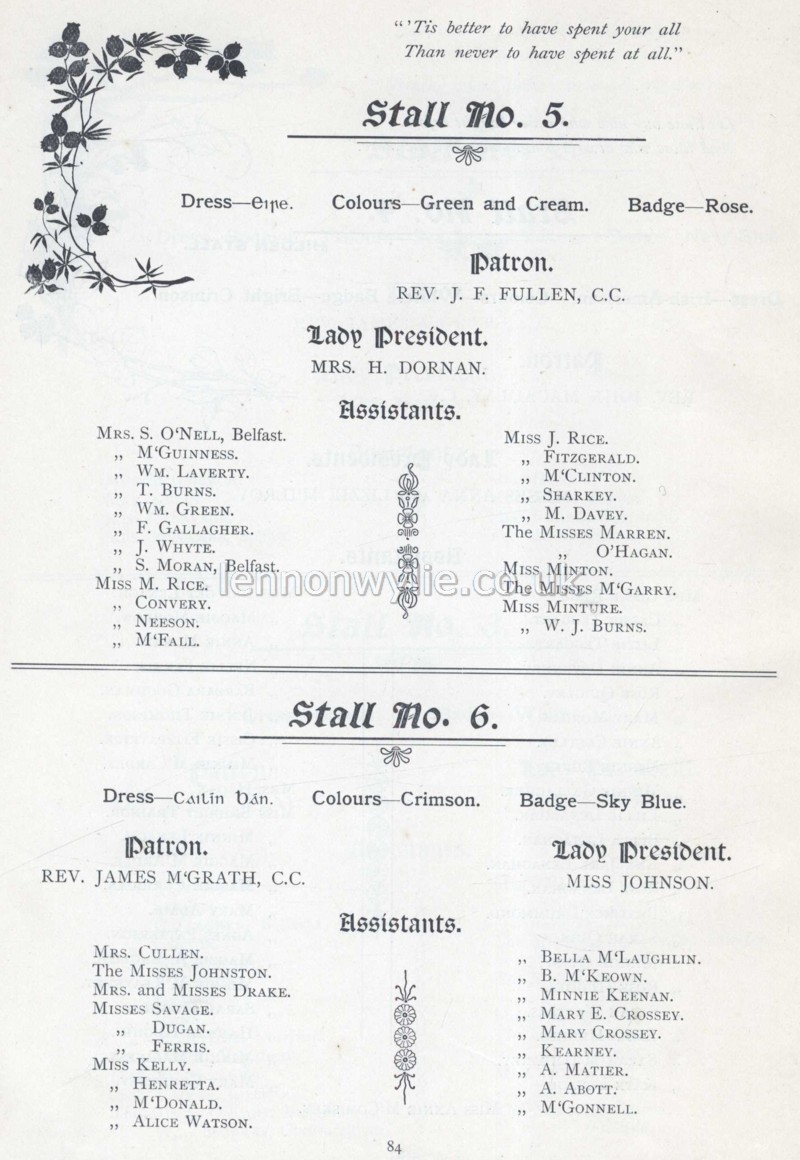 "'Tis better to have spent your all
Than never to have spent at all."
Stall No. 5.
Dress—Eiꞃe. Colours—Green and Cream. Badge—Rose.
Patron.
REV. J. F. FULLEN, C.C.
Lady President.
MRS. H. DORNAN.
Assistants.
MRS. S. O'NELL, Belfast.
„ M'GUINNESS.
„ WM. LAVERTY.
„ T. BURNS.
„ WM. GREEN.
„ F. GALLAGHER.
„ J. WHYTE.
„ S. MORAN, Belfast.
MISS M. RICE.
„ CONVERY.
„ NEESON.
„ M'FALL.
MISS J. RICE.
„ FITZGERALD.
„ M'CLINTON.
„ SHARKEY.
„ M. DAVEY.
The MISSES MARREN.
„ O'HAGAN.
MISS MINTON.
The MISSES M'GARRY.
MISS MINTURE.
„ W. J. BURNS.
lennonwylie.co.uk
Stall No. 6.
Dress—Cailín bán. Colours—Crimson. Badge—Sky Blue.
Patron.
REV. JAMES M'GRATH, C.C.
Lady President.
MISS JOHNSON.
Assistants.
MRS. CULLEN.
The MISSES JOHNSTON.
MRS. and MISSES DRAKE.
MISSES SAVAGE.
„ DUGAN.
„ FERRIS.
MISS KELLY.
„ HENRETTA.
„ M'DONALD.
„ ALICE WATSON.
„ BELLA M'LAUGHLIN.
„ B. M'KEOWN.
„ MINNIE KEENAN.
„ MARY E. CROSSEY.
„ MARY CROSSEY.
„ KEARNEY.
„ A. MATIER.
„ A. ABOTT.
„ M'GONNELL.
84